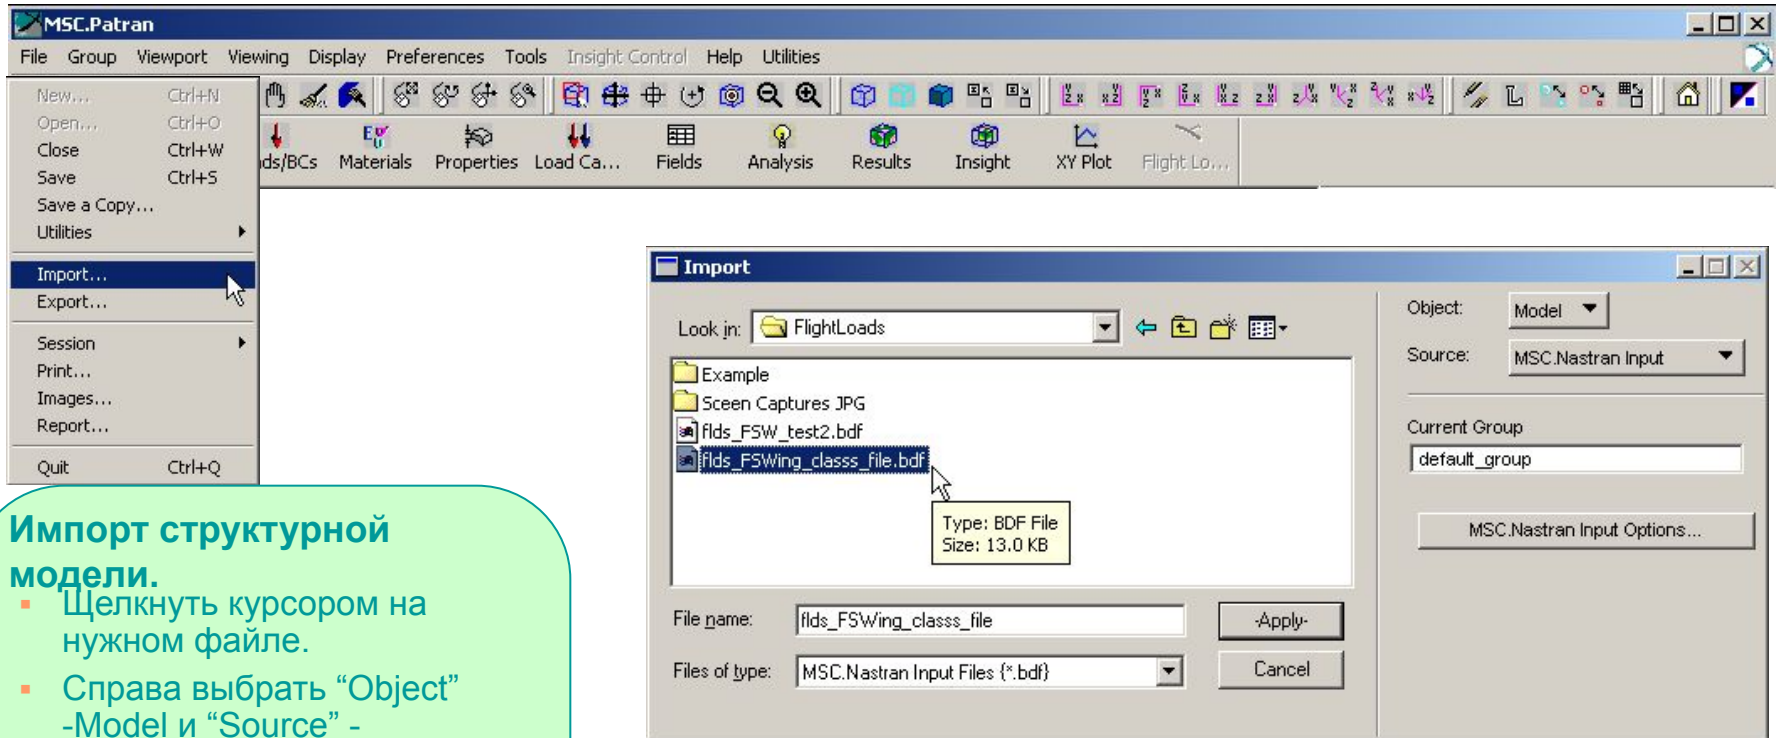 MSC.Patran
File Group Viewport Viewing Display Preferences Tools Insight Control Help Utilities
New... Ctrl+N
Open... Ctrl+O
Close Ctrl+W
Save Ctrl+S
Save a Copy...
Utilities
Import...
Export...
Session
Print...
Images...
Report...
Quit Ctrl+Q
ds/BCs Materials Properties Load Ca... Fields Analysis Results Insight XY Plot Flight Lo...
Import
Look in: FlightLoads
Example
Sceen Captures JPG
flds_FSW_test2.bdf
flds_FSWing_classs_file.bdf
Type: BDF File
Size: 13.0 KB
File name: flds_FSWing_classs_file -Apply-
Files of type: MSC.Nastran Input Files {*.bdf} Cancel
Object: Model
Source: MSC.Nastran Input
Current Group
default_group
MSC.Nastran Input Options...
Импорт структурной
модели.
▪ Щелкнуть курсором на
нужном файле.
▪ Справа выбрать “Object”
-Model и “Source” -